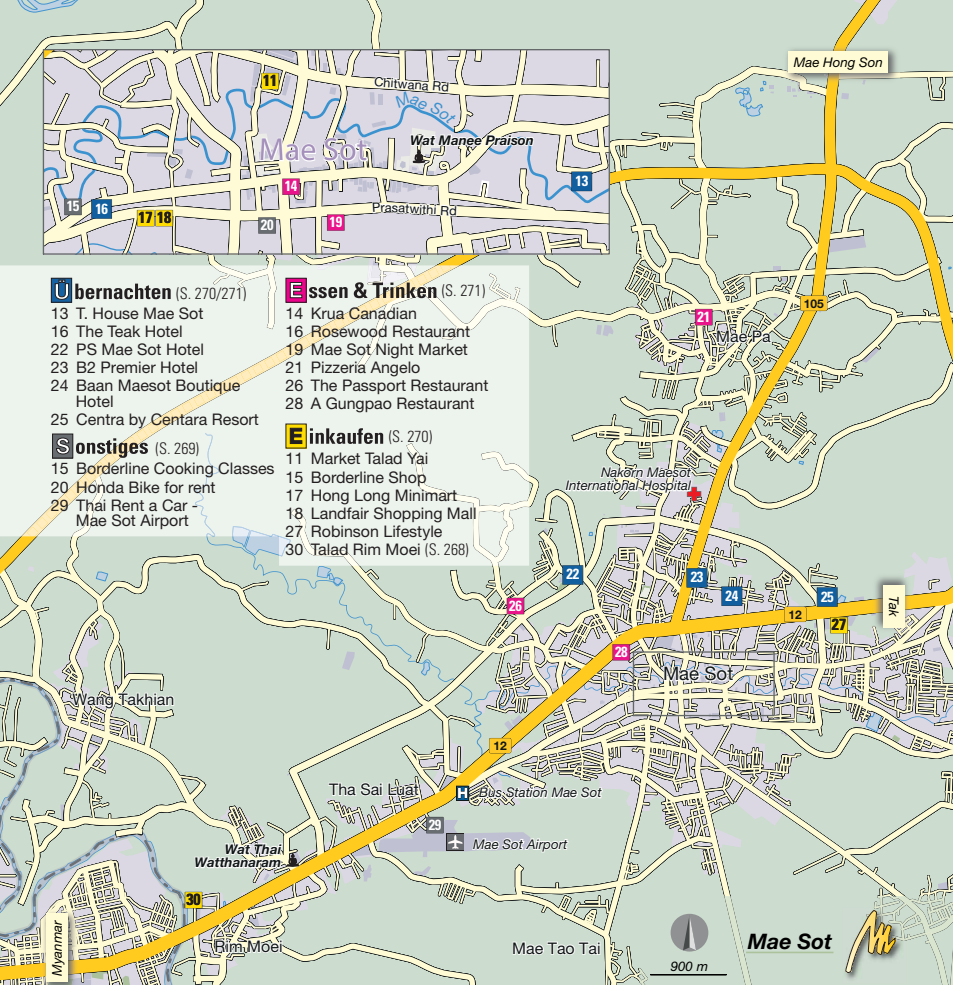 Mae Hong Son
11
Chitwana Rd
Mae Sot
Mae Sot
Wat Manee Praison
14
13
15
16
17 18
20
19
Prasatwithi Rd
Übernachten (S. 270/271)
13 T. House Mae Sot
16 The Teak Hotel
22 PS Mae Sot Hotel
23 B2 Premier Hotel
24 Baan Maesot Boutique
Hotel
25 Centra by Centara Resort
Sonstiges (S. 269)
15 Borderline Cooking Classes
20 Honda Bike for rent
29 Thai Rent a Car -
Mae Sot Airport
Essen & Trinken (S. 271)
14 Krua Canadian
16 Rosewood Restaurant
19 Mae Sot Night Market
21 Pizzeria Angelo
26 The Passport Restaurant
28 A Gungpao Restaurant
Einkaufen (S. 270)
11 Market Talad Yai
15 Borderline Shop
17 Hong Long Minimart
18 Landfair Shopping Mall
27 Robinson Lifestyle
30 Talad Rim Moei (S. 268)
105
21
Mae Pa
Nakorn Maesot
International Hospital
22
23
24
25
26
12
27
Tak
28
Mae Sot
Wang Takhian
12
Tha Sai Luat
H
Bus Station Mae Sot
29
Mae Sot Airport
Wat Thai
Watthanaram
30
Myanmar
Rim Moei
Mae Tao Tai
900 m
Mae Sot